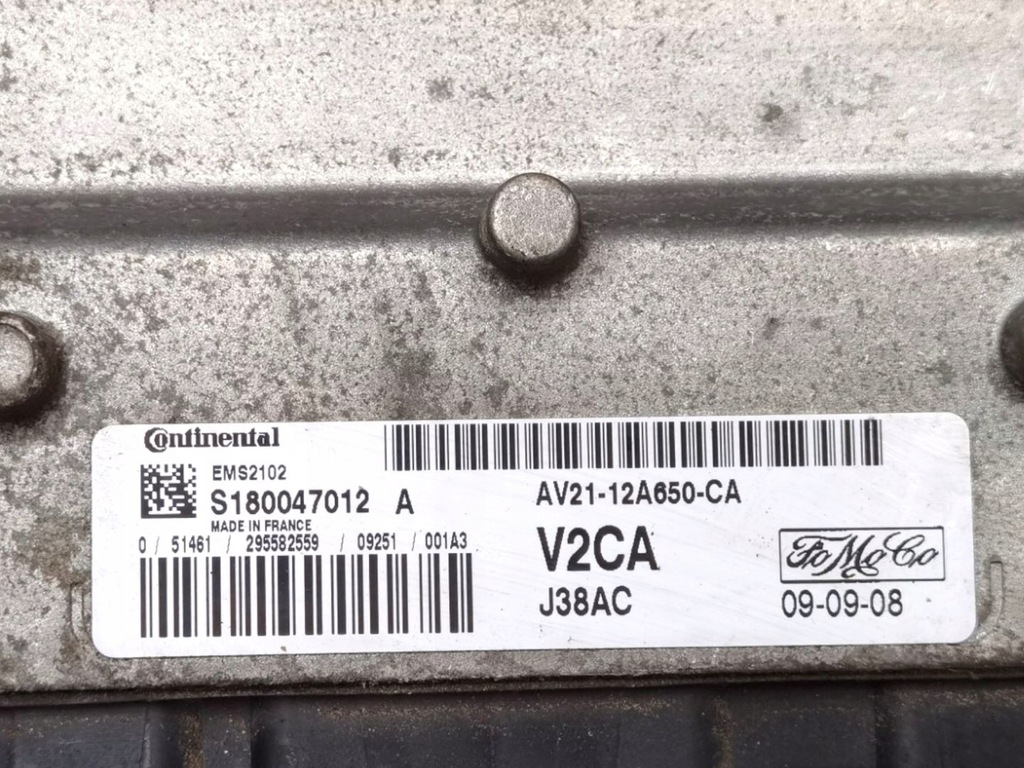 Continental
EMS2102
S180047012 A
MADE IN FRANCE
0 / 51461 / 295582559 / 09251 / 001A3
AV21-12A650-CA
V2CA
J38AC
FoMoCo
09-09-08